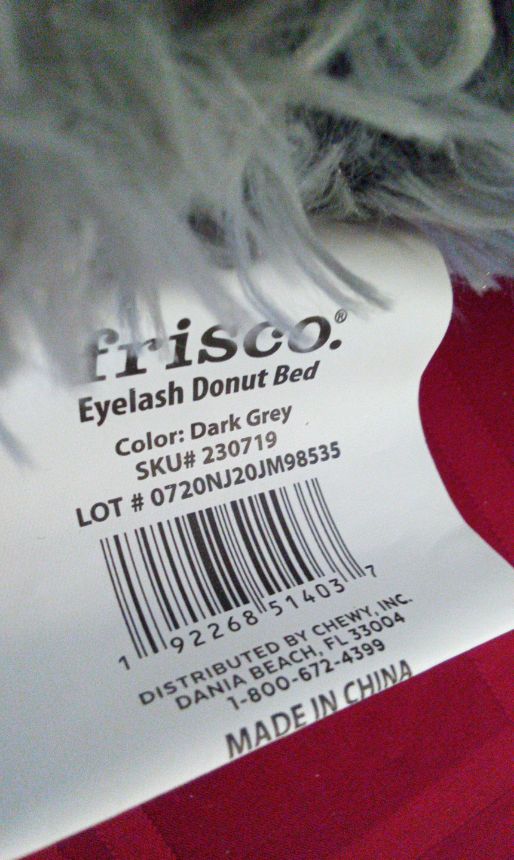 frisco.®
Eyelash Donut Bed
Color: Dark Grey
SKU# 230719
LOT # 0720NJ20JM98535
1 92268 51403 7
DISTRIBUTED BY CHEWY, INC.
DANIA BEACH, FL 33004
1-800-672-4399
MADE IN CHINA